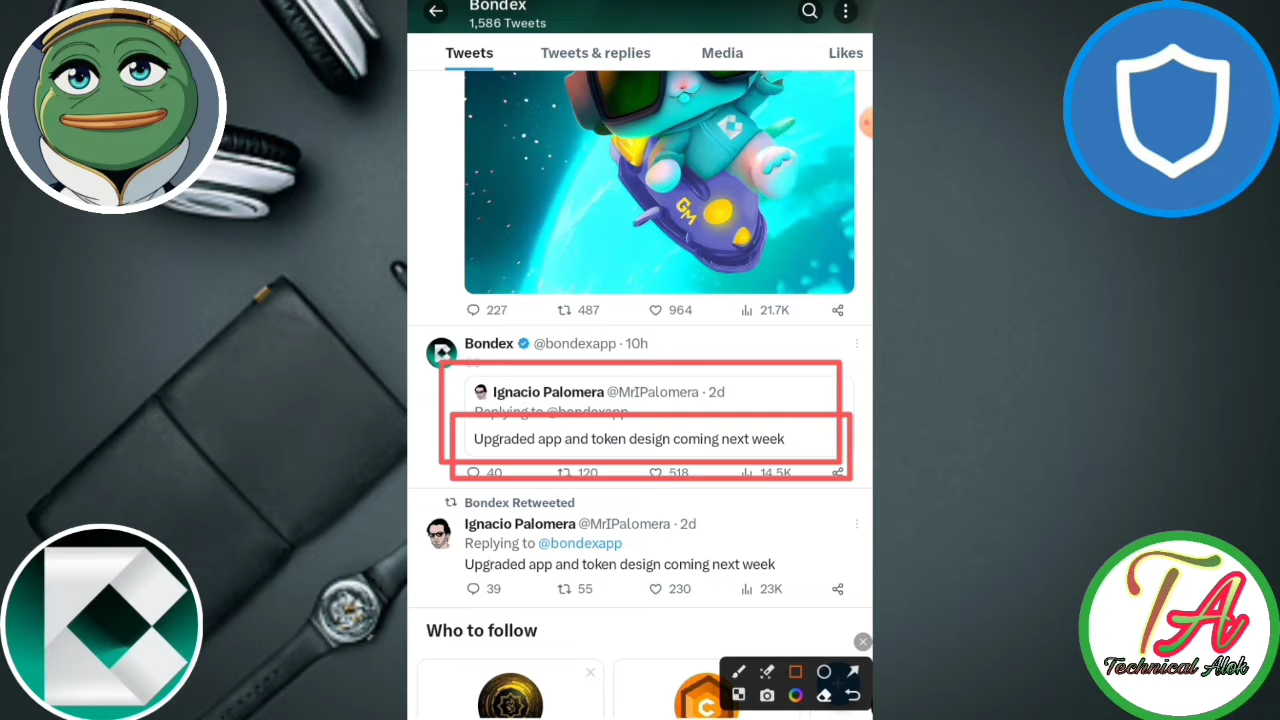 Bondex
1,586 Tweets
Tweets Tweets & replies Media Likes
GM
227 487 964 21.7K
Bondex @bondexapp · 10h
Ignacio Palomera @MrIPalomera · 2d
Replying to @bondexapp
Upgraded app and token design coming next week
40 120 518 14.5K
Bondex Retweeted
Ignacio Palomera @MrIPalomera · 2d
Replying to @bondexapp
Upgraded app and token design coming next week
39 55 230 23K
Who to follow
C
TA
Technical Alok